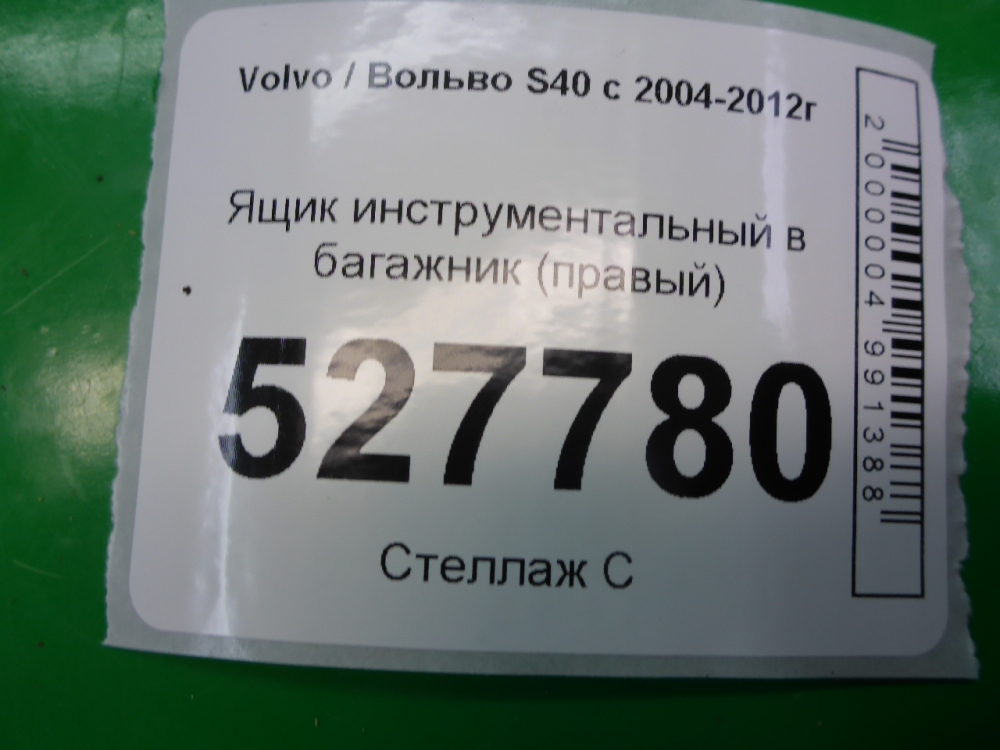 Volvo / Вольво S40 с 2004-2012г
Ящик инструментальный в
багажник (правый)
527780
Стеллаж С
2000004991388